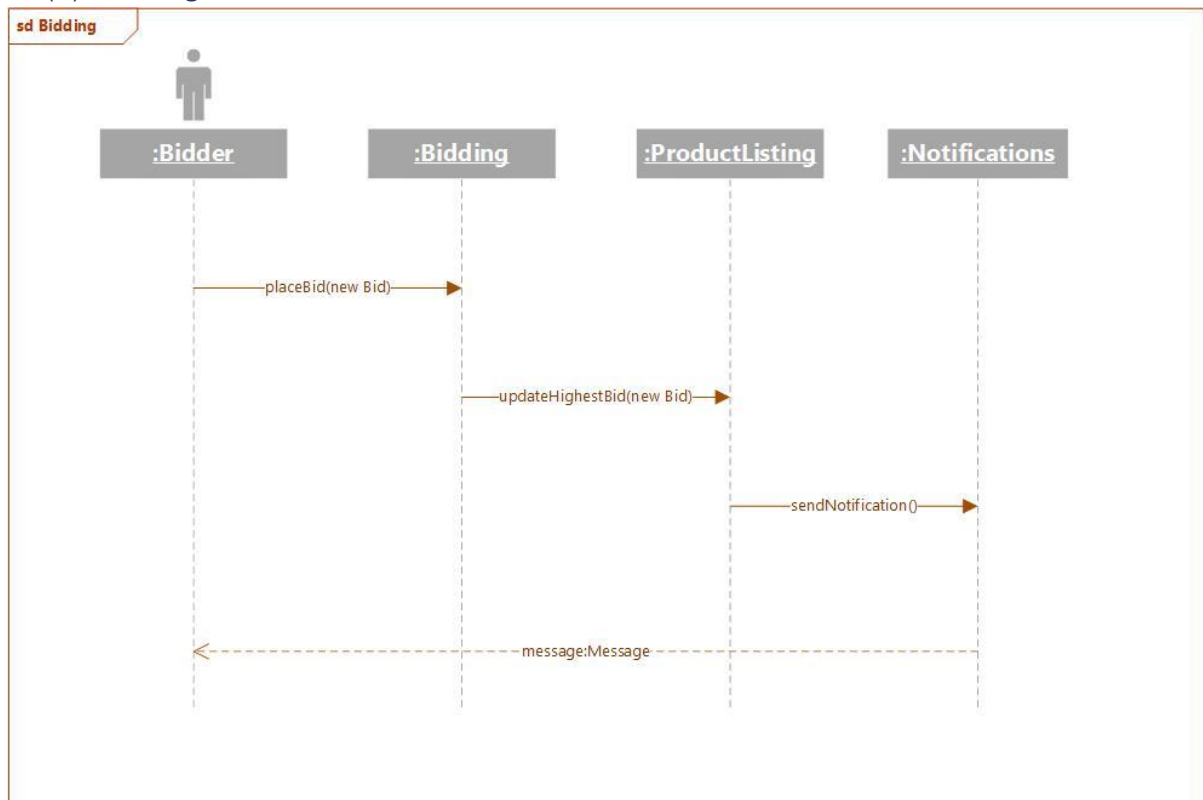 sd Bidding
:Bidder
:Bidding
:ProductListing
:Notifications
placeBid(new Bid)
updateHighestBid(new Bid)
sendNotification()
message:Message